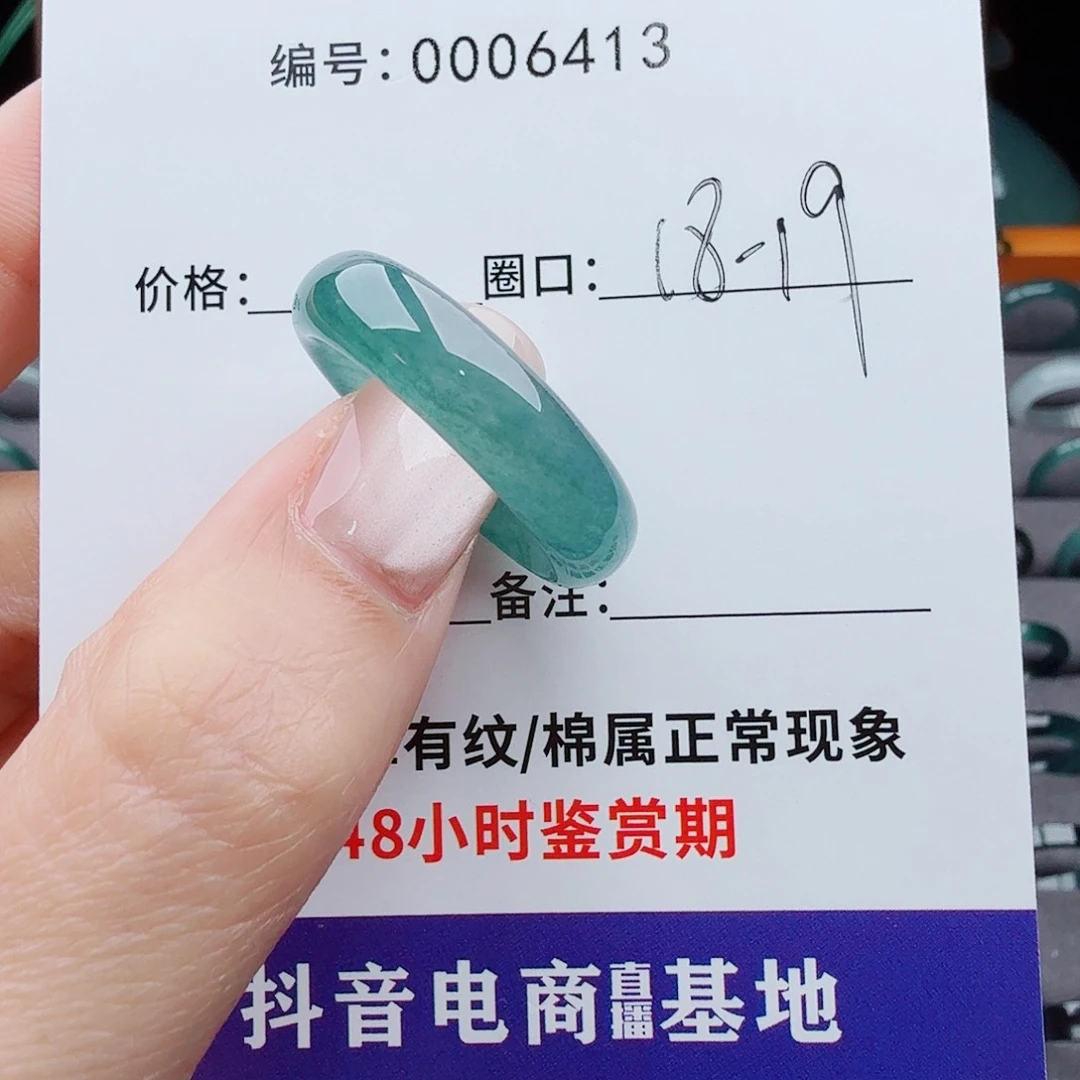 编号：0006413
价格： 圈口：18-19
备注：
有纹/棉属正常现象
48小时鉴赏期
抖音电商直播基地